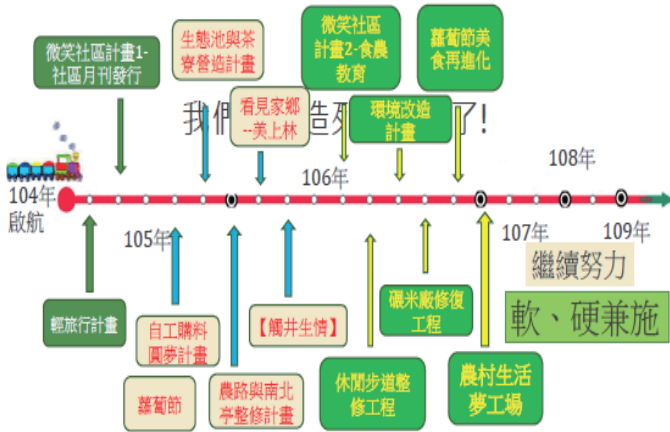 微笑社區計畫1-
社區月刊發行
生態池與茶
寮營造計畫
微笑社區
計畫2-食農
教育
蘿蔔節美
食再進化
看見家鄉
--美上林
環境改造
計畫
我們
造列
了!
104年
啟航
105年
106年
107年
108年
109年
繼續努力
軟、硬兼施
輕旅行計畫
自工購料
圓夢計畫
蘿蔔節
農路與南北
亭整修計畫
【觸井生情】
休閒步道整
修工程
碾米廠修復
工程
農村生活
夢工場